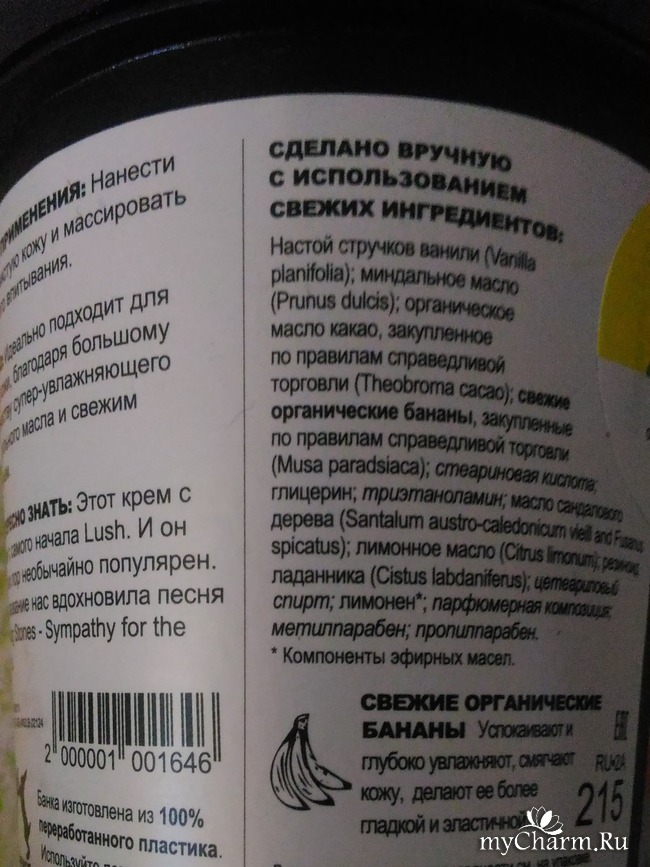 ПРИМЕНЕНИЯ: Нанести
кожу и массировать
впитывания.
Идеально подходит для
благодаря большому
супер-увлажняющего
масла и свежим
ЗНАТЬ: Этот крем с
самого начала Lush. И он
необычайно популярен.
нас вдохновила песня
Stones - Sympathy for the
2 000001 001646
Банка изготовлена из 100%
переработанного пластика.
Используйте
СДЕЛАНО ВРУЧНУЮ
С ИСПОЛЬЗОВАНИЕМ
СВЕЖИХ ИНГРЕДИЕНТОВ:
Настой стручков ванили (Vanilla
planifolia); миндальное масло
(Prunus dulcis); органическое
масло какао, закупленное
по правилам справедливой
торговли (Theobroma cacao); свежие
органические бананы, закупленные
по правилам справедливой торговли
(Musa paradsiaca); стеариновая кислота;
глицерин; триэтаноламин; масло сандалового
дерева (Santalum austro-caledonicum vieill and Fusanus
spicatus); лимонное масло (Citrus limonum); резиноид
ладанника (Cistus labdaniferus); цетеариловый
спирт; лимонен*; парфюмерная композиция;
метилпарабен; пропилпарабен.
* Компоненты эфирных масел.
СВЕЖИЕ ОРГАНИЧЕСКИЕ
БАНАНЫ Успокаивают и
глубоко увлажняют, смягчают
кожу, делают ее более
гладкой и эластичной.
EAC
215
myCharm.Ru